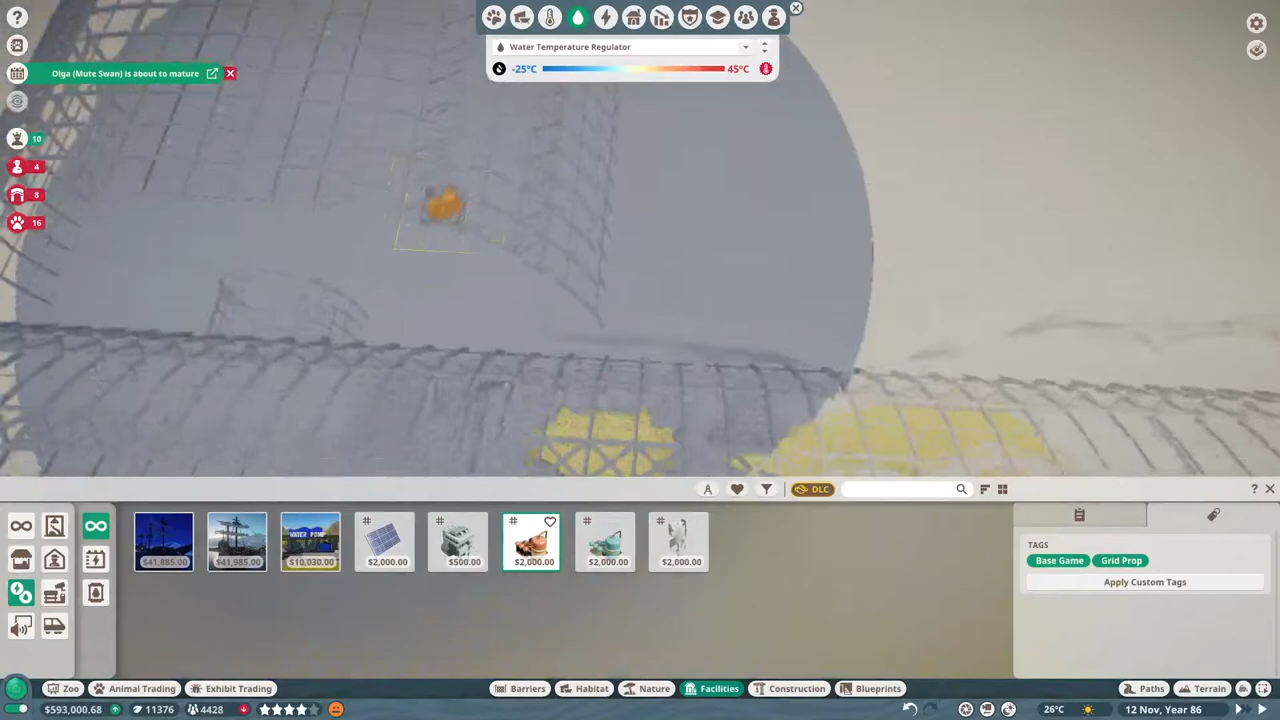 Water Temperature Regulator
-25°C 45°C
Olga (Mute Swan) is about to mature
10
4
8
16
DLC
$41,885.00 $41,985.00 $10,030.00 $2,000.00 $500.00 $2,000.00 $2,000.00 $2,000.00
TAGS
Base Game Grid Prop
Apply Custom Tags
Zoo Animal Trading Exhibit Trading Barriers Habitat Nature Facilities Construction Blueprints Paths Terrain
$593,000.68 11376 4428 26°C 12 Nov, Year 86